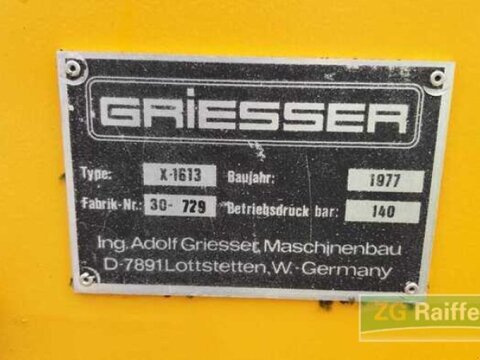 GRIESSER
Type: X-1613 Baujahr: 1977
Fabrik-Nr.: 30- 729 Betriebsdrück bar: 140
Ing. Adolf Griesser, Maschinenbau
D-7891 Lottstetten, W.-Germany
ZG Raiffe